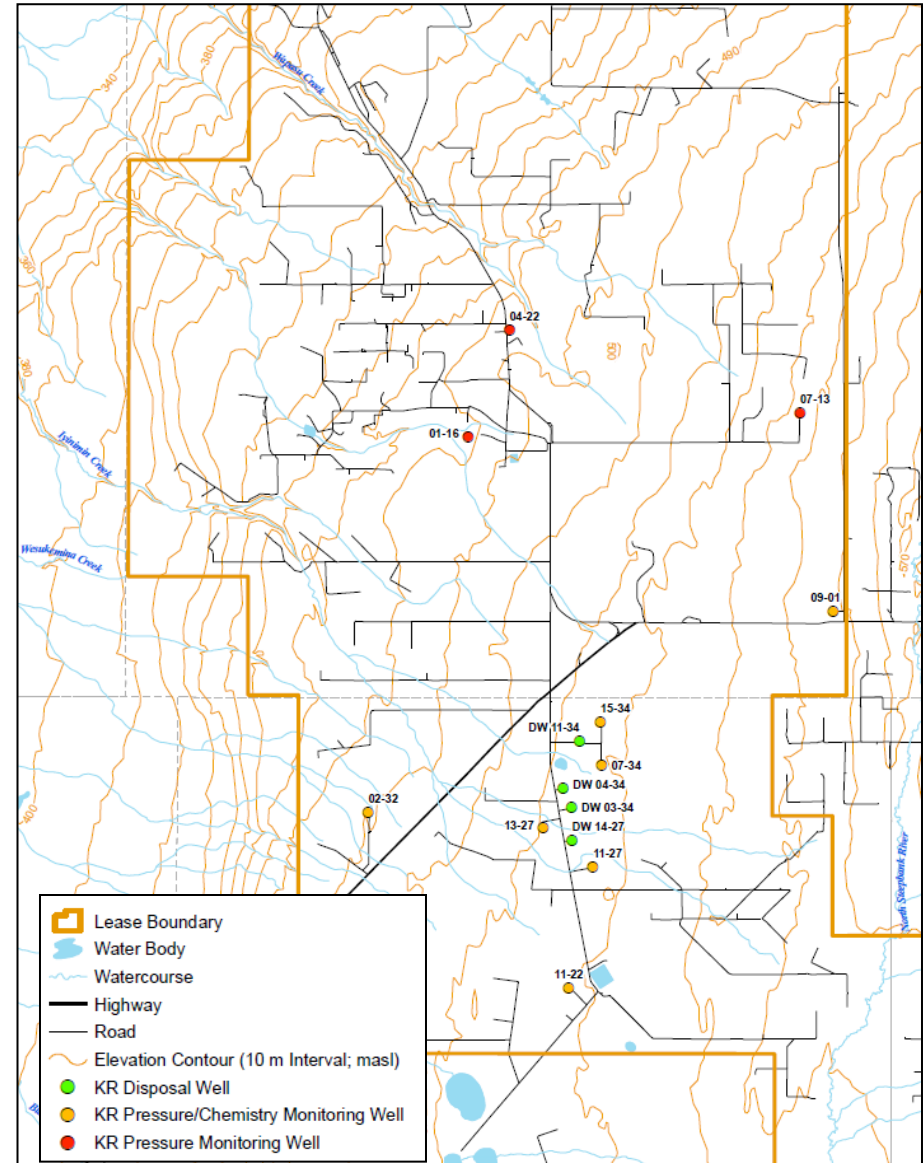 380
340
490
Wapasu Creek
360
04-22
500
360
07-13
01-16
Iyinimin Creek
Wesukemina Creek
570
09-01
15-34
DW 11-34
07-34
DW 04-34
02-32
DW 03-34
400
13-27
DW 14-27
11-27
North Steepbank River
11-22
Lease Boundary
Water Body
Watercourse
Highway
Road
Elevation Contour (10 m Interval; masl)
KR Disposal Well
KR Pressure/Chemistry Monitoring Well
KR Pressure Monitoring Well